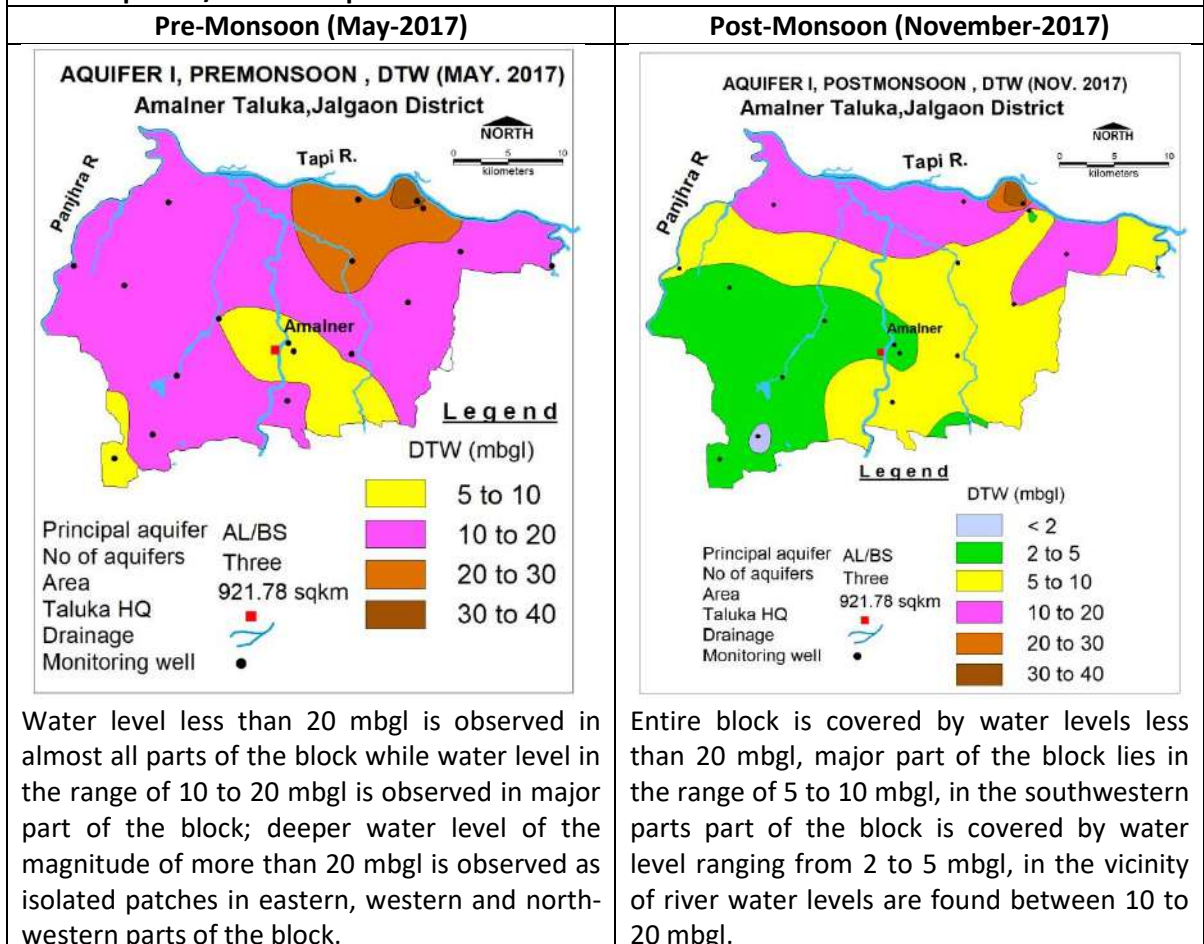 Pre-Monsoon (May-2017)
Post-Monsoon (November-2017)
AQUIFER I, PREMONSOON , DTW (MAY. 2017)
Amalner Taluka,Jalgaon District
NORTH
0 5 10
kilometers
Tapi R.
Panjhra R
Amalner
Legend
DTW (mbgl)
5 to 10
10 to 20
20 to 30
30 to 40
Principal aquifer AL/BS
No of aquifers Three
Area 921.78 sqkm
Taluka HQ
Drainage
Monitoring well
Water level less than 20 mbgl is observed in
almost all parts of the block while water level in
the range of 10 to 20 mbgl is observed in major
part of the block; deeper water level of the
magnitude of more than 20 mbgl is observed as
isolated patches in eastern, western and north-
western parts of the block.
AQUIFER I, POSTMONSOON , DTW (NOV. 2017)
Amalner Taluka,Jalgaon District
NORTH
0 5 10
kilometers
Tapi R.
Panjhra R
Amalner
Legend
DTW (mbgl)
< 2
2 to 5
5 to 10
10 to 20
20 to 30
30 to 40
Principal aquifer AL/BS
No of aquifers Three
Area 921.78 sqkm
Taluka HQ
Drainage
Monitoring well
Entire block is covered by water levels less
than 20 mbgl, major part of the block lies in
the range of 5 to 10 mbgl, in the southwestern
parts part of the block is covered by water
level ranging from 2 to 5 mbgl, in the vicinity
of river water levels are found between 10 to
20 mbgl.